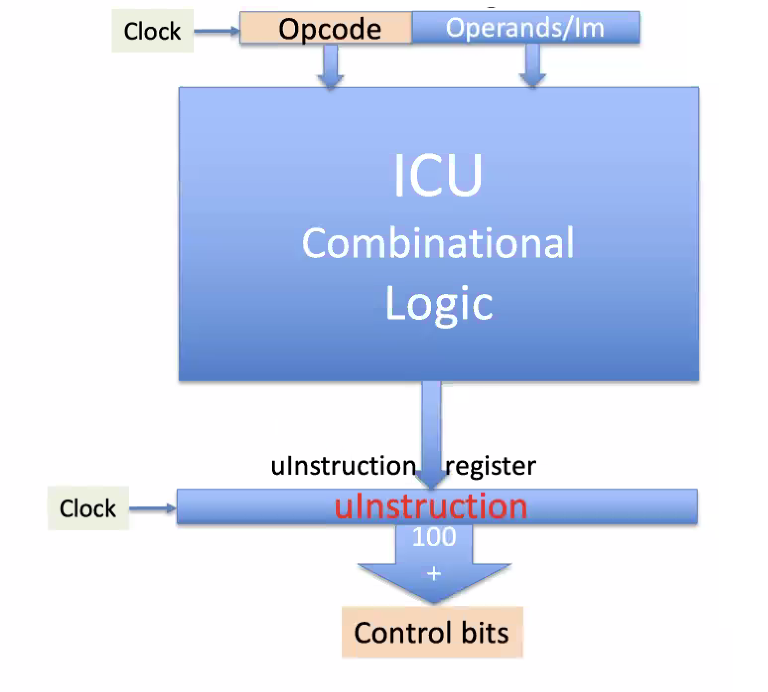 Clock
Opcode
Operands/Im
ICU
Combinational
Logic
uInstruction register
Clock
uInstruction
100
+
Control bits